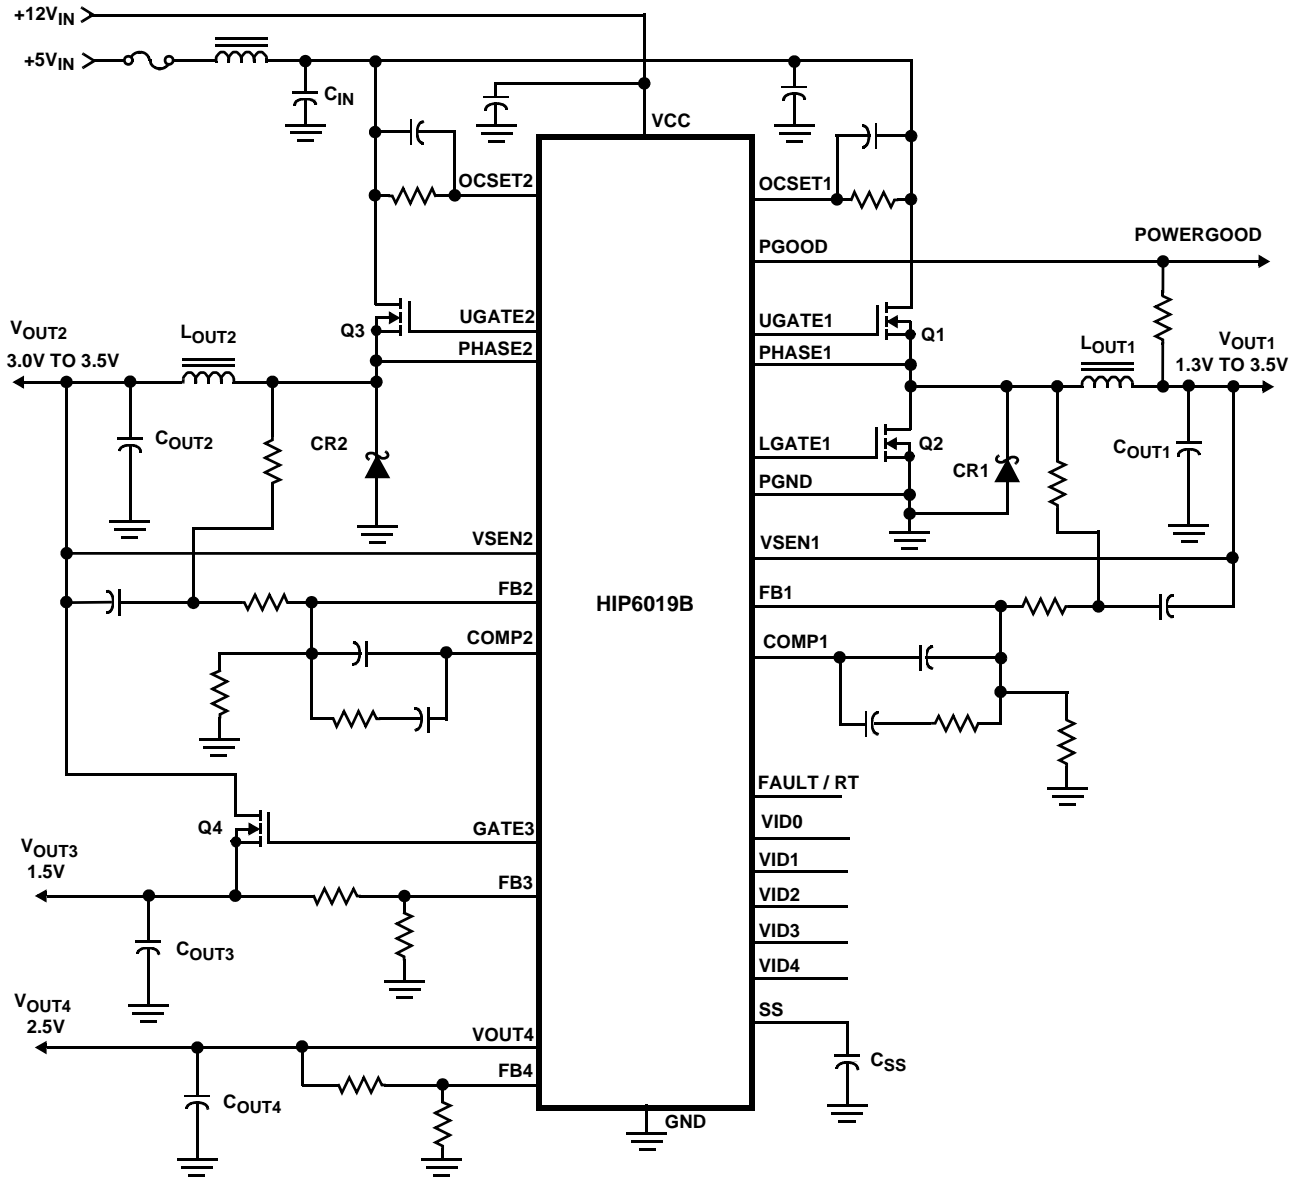 +12VIN
+5VIN
CIN
VCC
OCSET2
OCSET1
PGOOD
POWERGOOD
VOUT2
3.0V TO 3.5V
LOUT2
Q3
UGATE2
PHASE2
UGATE1
PHASE1
Q1
LOUT1
VOUT1
1.3V TO 3.5V
COUT2
CR2
LGATE1
Q2
PGND
CR1
COUT1
VSEN2
VSEN1
FB2
HIP6019B
FB1
COMP2
COMP1
FAULT / RT
VID0
VID1
VID2
VID3
VID4
SS
CSS
Q4
GATE3
VOUT3
1.5V
FB3
COUT3
VOUT4
2.5V
VOUT4
FB4
COUT4
GND